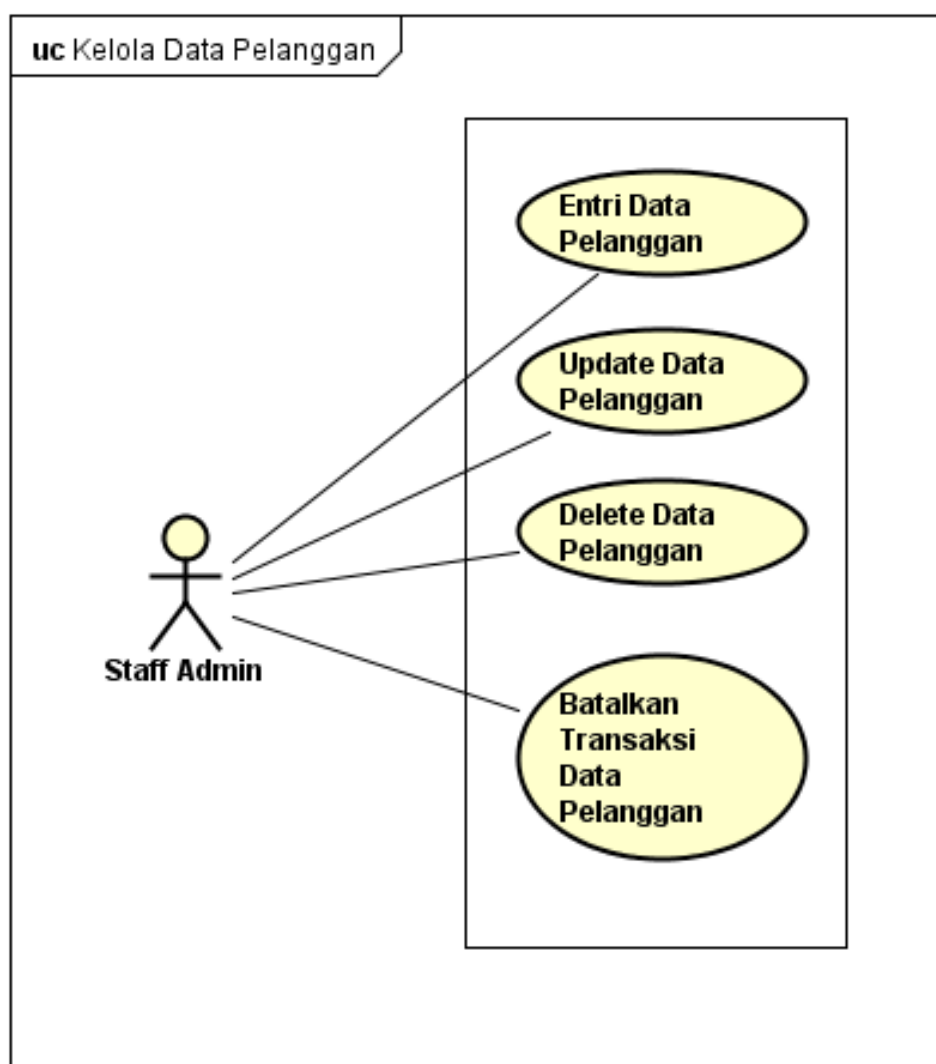 uc Kelola Data Pelanggan
Entri Data
Pelanggan
Update Data
Pelanggan
Delete Data
Pelanggan
Staff Admin
Batalkan
Transaksi
Data
Pelanggan